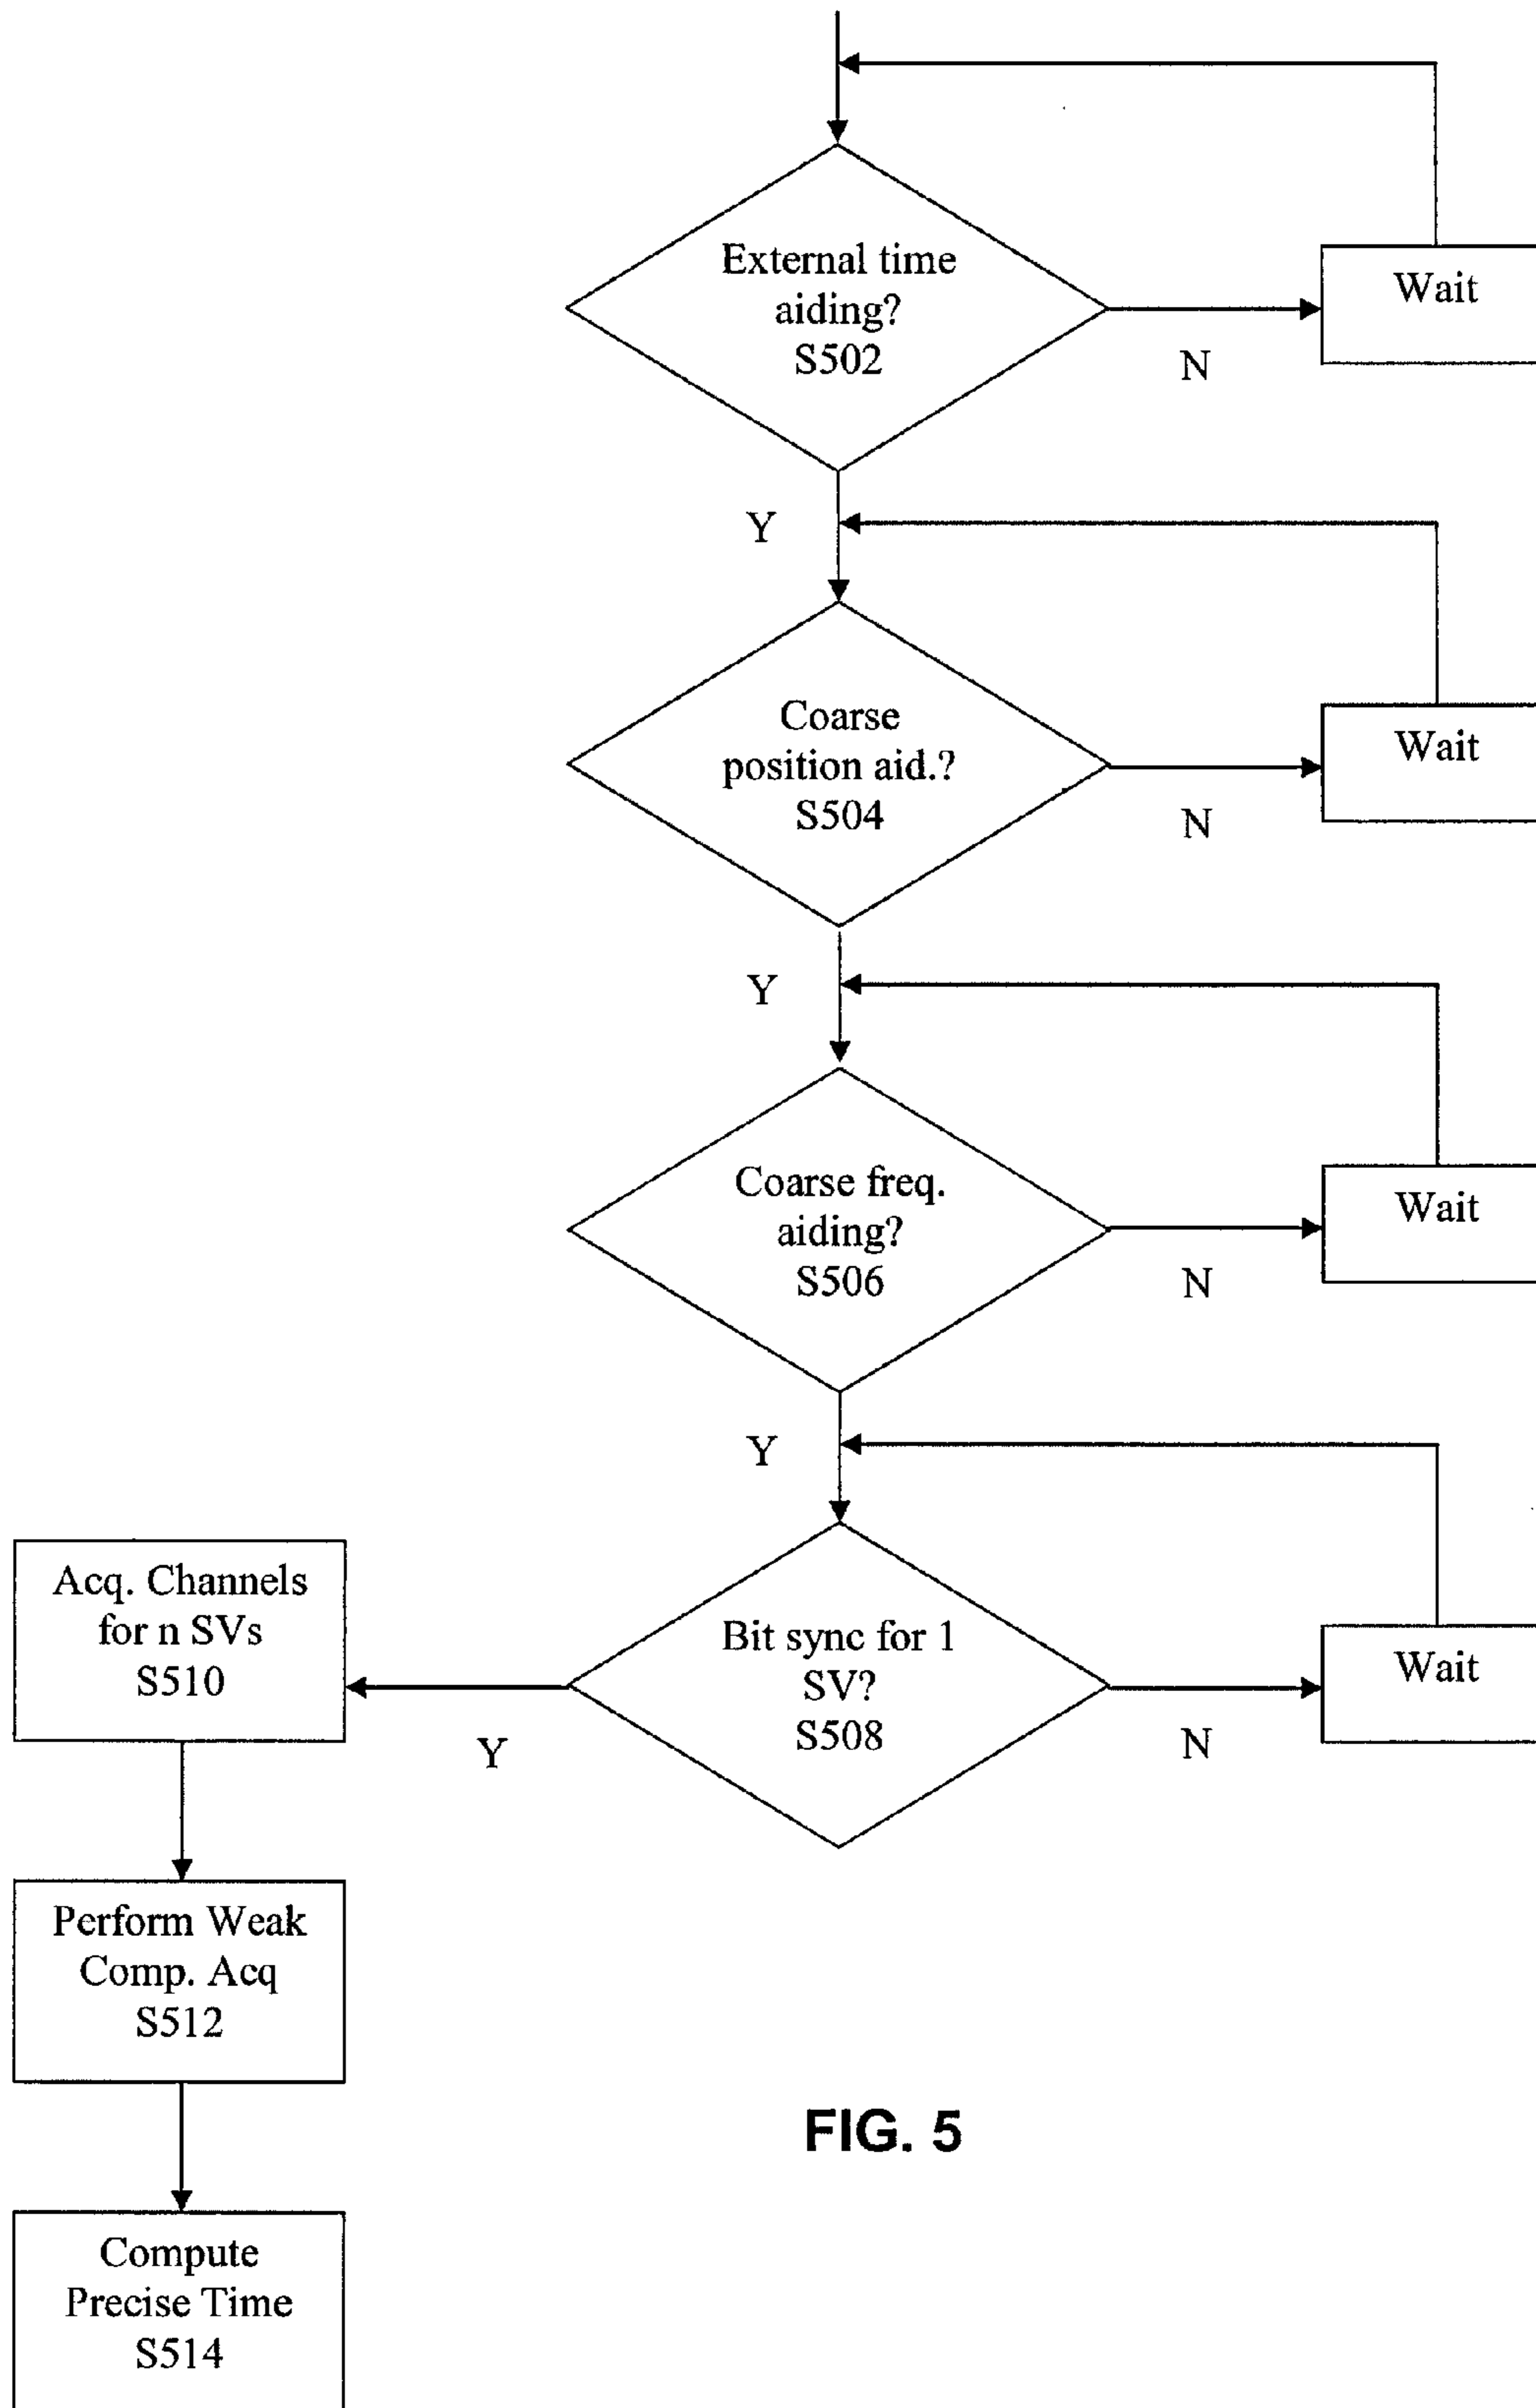 External time
aiding?
S502
N
Wait
Y
Coarse
position aid.?
S504
N
Wait
Y
Coarse freq.
aiding?
S506
N
Wait
Y
Bit sync for 1
SV?
S508
N
Wait
Y
Acq. Channels
for n SVs
S510
Perform Weak
Comp. Acq
S512
Compute
Precise Time
S514
FIG. 5